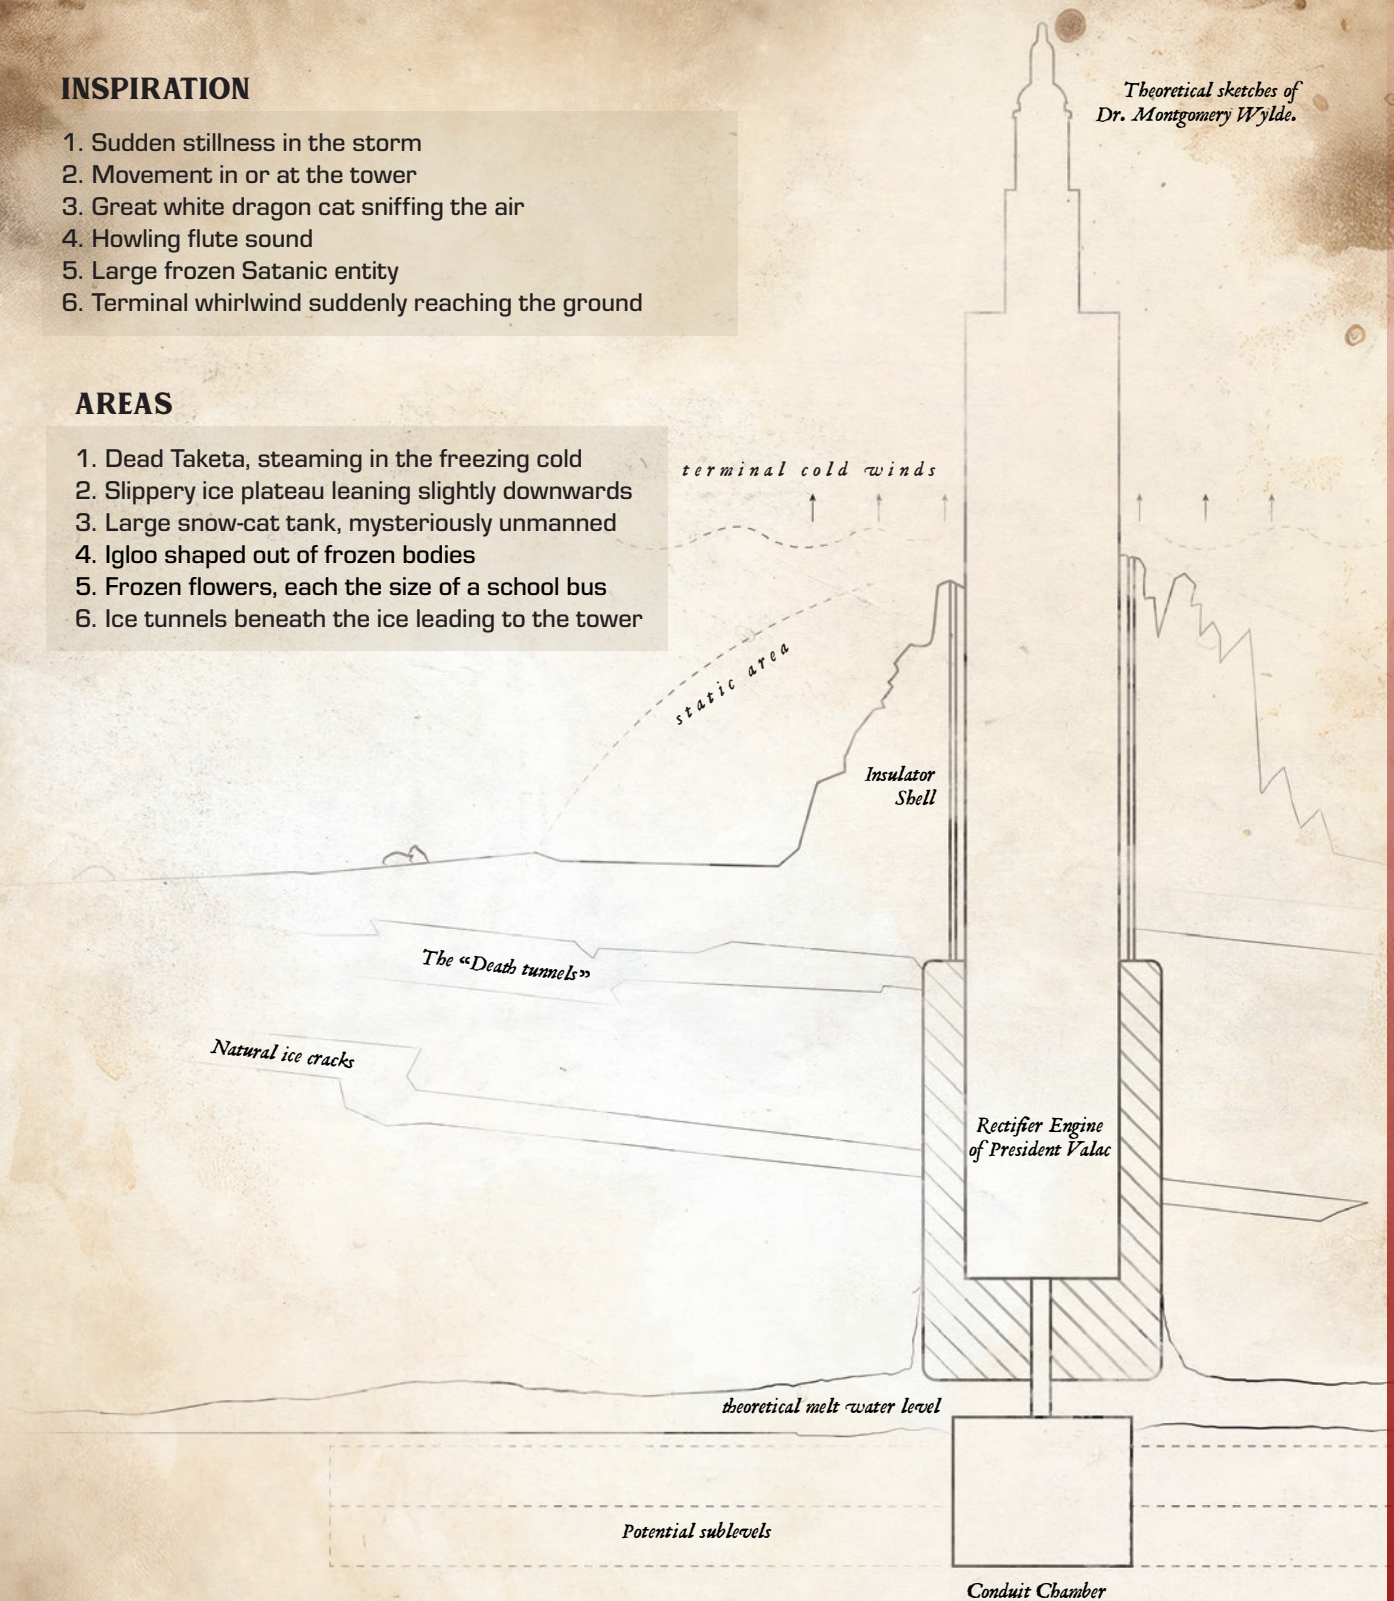 INSPIRATION
1. Sudden stillness in the storm
2. Movement in or at the tower
3. Great white dragon cat sniffing the air
4. Howling flute sound
5. Large frozen Satanic entity
6. Terminal whirlwind suddenly reaching the ground
Theoretical sketches of
Dr. Montgomery Wylde.
AREAS
1. Dead Taketa, steaming in the freezing cold
2. Slippery ice plateau leaning slightly downwards
3. Large snow-cat tank, mysteriously unmanned
4. Igloo shaped out of frozen bodies
5. Frozen flowers, each the size of a school bus
6. Ice tunnels beneath the ice leading to the tower
terminal cold winds
static area
Insulator
Shell
The “Death tunnels”
Natural ice cracks
Rectifier Engine
of President Valac
theoretical melt water level
Potential sublevels
Conduit Chamber